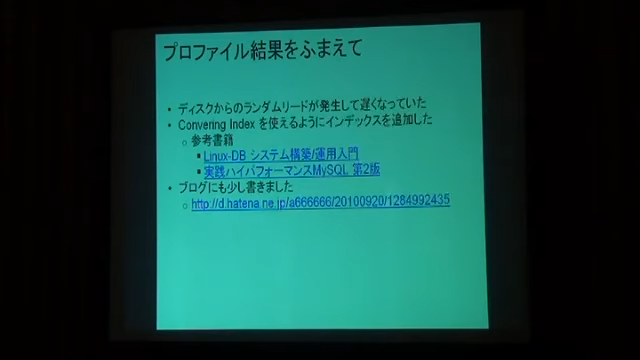 プロファイル結果をふまえて
• ディスクからのランダムリードが発生して遅くなっていた
• Convering Index を使えるようにインデックスを追加した
○ 参考書籍
■ Linux-DB システム構築/運用入門
■ 実践ハイパフォーマンスMySQL 第2版
• ブログにも少し書きました
○ http://d.hatena.ne.jp/a666666/20100920/1284992435